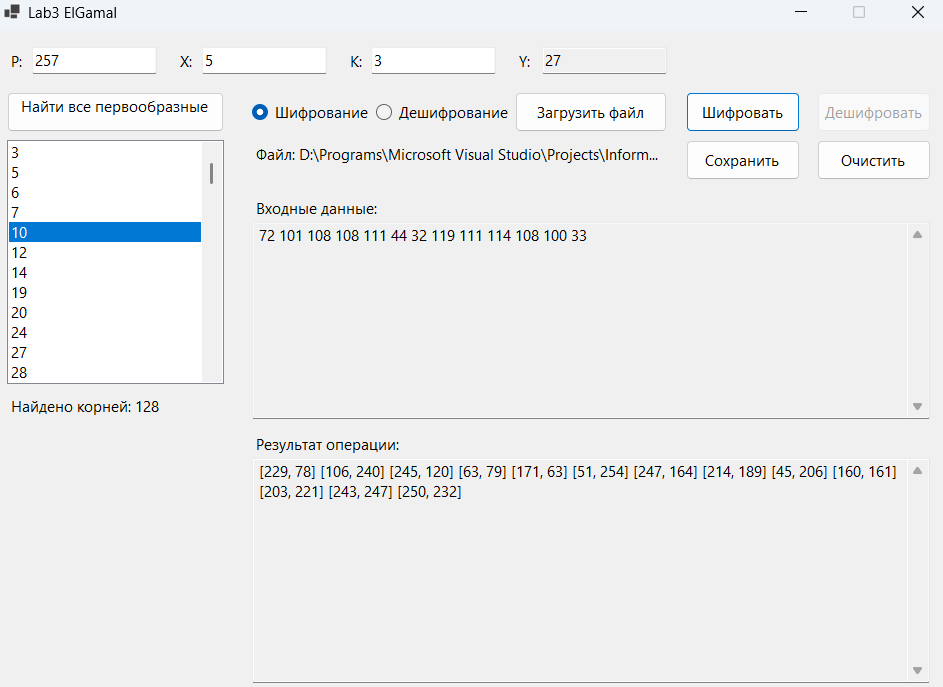 Lab3 ElGamal
P: 257 X: 5 K: 3 Y: 27
Найти все первообразные
Шифрование Дешифрование Загрузить файл Шифровать Дешифровать
Файл: D:\Programs\Microsoft Visual Studio\Projects\Inform... Сохранить Очистить
3
5
6
7
10
12
14
19
20
24
27
28
Найдено корней: 128
Входные данные:
72 101 108 108 111 44 32 119 111 114 108 100 33
Результат операции:
[229, 78] [106, 240] [245, 120] [63, 79] [171, 63] [51, 254] [247, 164] [214, 189] [45, 206] [160, 161]
[203, 221] [243, 247] [250, 232]